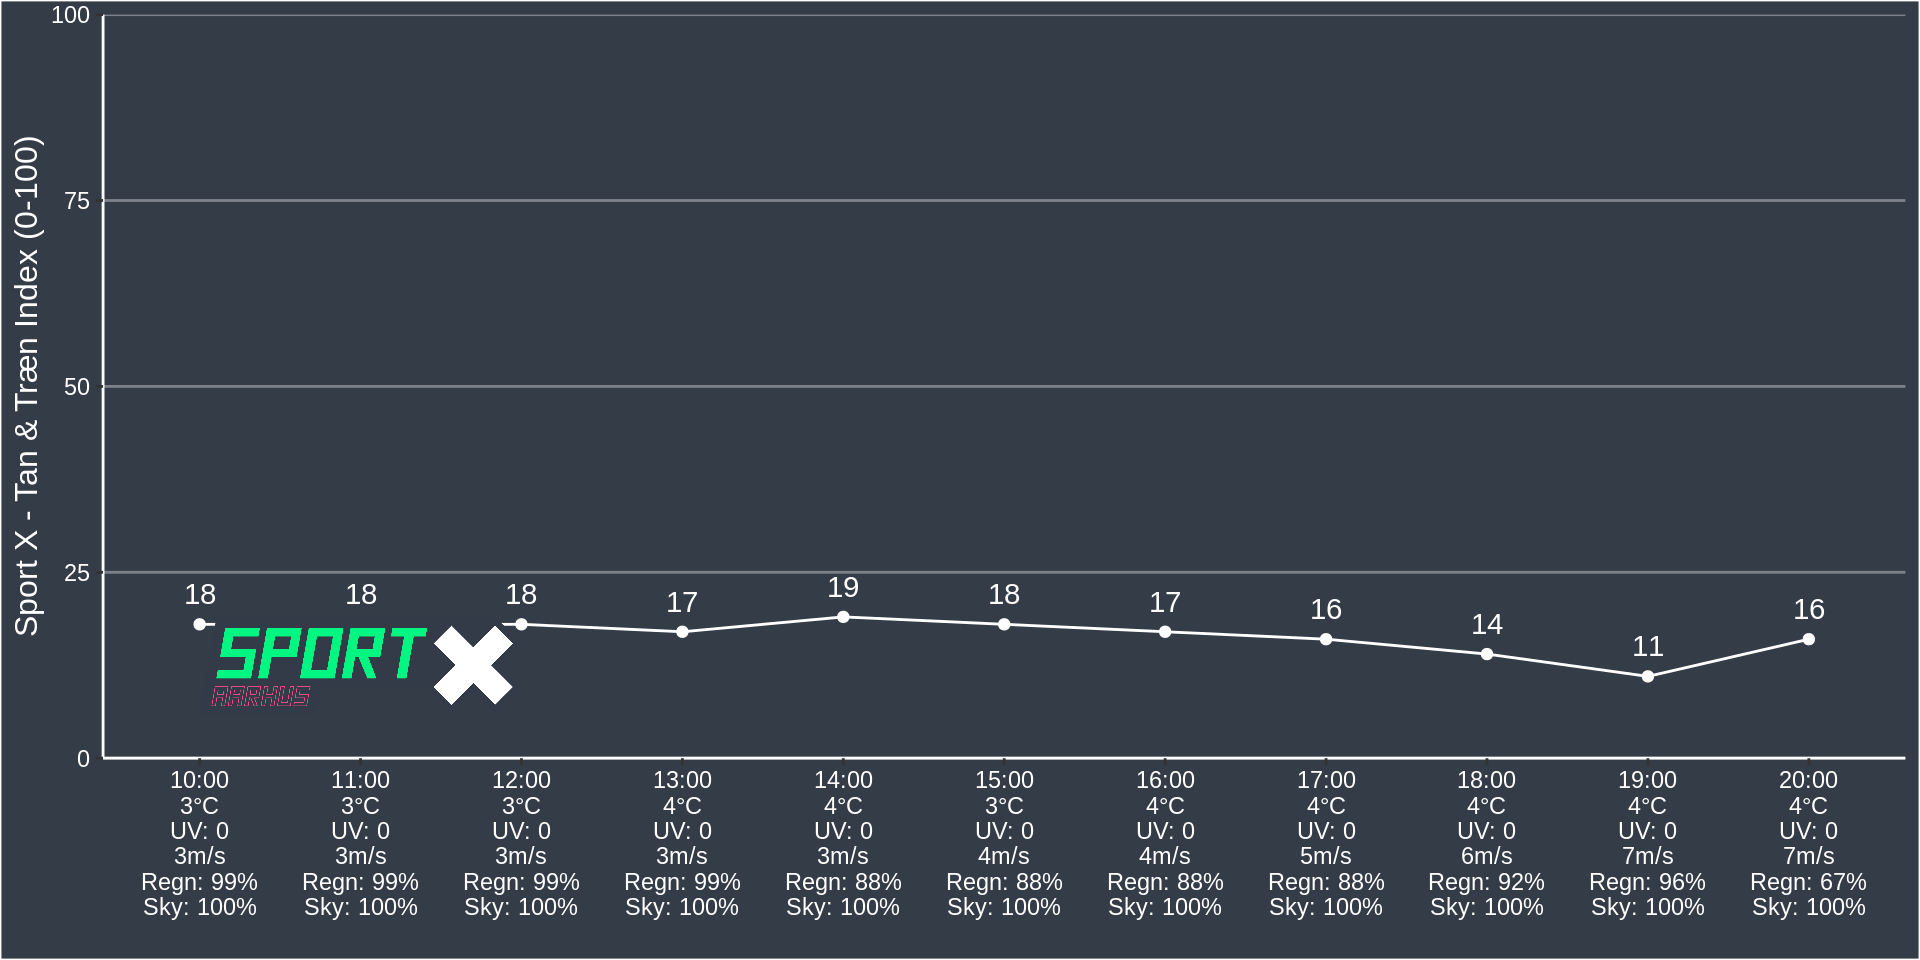 Sport X - Tan & Træn Index (0-100)
100
75
50
25
0
18 18 18 17 19 18 17 16 14 11 16
SPORT X
AARHUS
10:00 11:00 12:00 13:00 14:00 15:00 16:00 17:00 18:00 19:00 20:00
3°C 3°C 3°C 4°C 4°C 3°C 4°C 4°C 4°C 4°C 4°C
UV: 0 UV: 0 UV: 0 UV: 0 UV: 0 UV: 0 UV: 0 UV: 0 UV: 0 UV: 0 UV: 0
3m/s 3m/s 3m/s 3m/s 3m/s 4m/s 4m/s 5m/s 6m/s 7m/s 7m/s
Regn: 99% Regn: 99% Regn: 99% Regn: 99% Regn: 88% Regn: 88% Regn: 88% Regn: 88% Regn: 92% Regn: 96% Regn: 67%
Sky: 100% Sky: 100% Sky: 100% Sky: 100% Sky: 100% Sky: 100% Sky: 100% Sky: 100% Sky: 100% Sky: 100% Sky: 100%